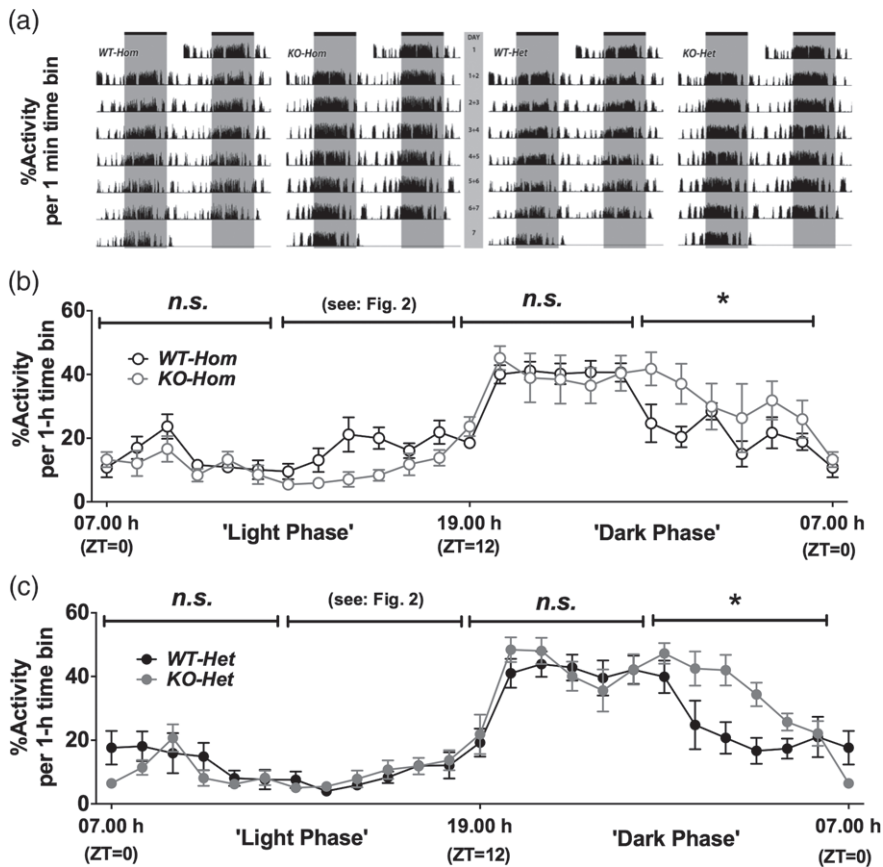 (a)
%Activity
per 1 min time bin
WT-Hom
KO-Hom
DAY
WT-Het
KO-Het
1
1+2
2+3
3+4
4+5
5+6
6+7
7
(b)
n.s.
(see: Fig. 2)
n.s.
*
%Activity
per 1-h time bin
60
40
20
0
WT-Hom
KO-Hom
07.00 h
(ZT=0)
'Light Phase'
19.00 h
(ZT=12)
'Dark Phase'
07.00 h
(ZT=0)
(c)
n.s.
(see: Fig. 2)
n.s.
*
%Activity
per 1-h time bin
60
40
20
0
WT-Het
KO-Het
07.00 h
(ZT=0)
'Light Phase'
19.00 h
(ZT=12)
'Dark Phase'
07.00 h
(ZT=0)